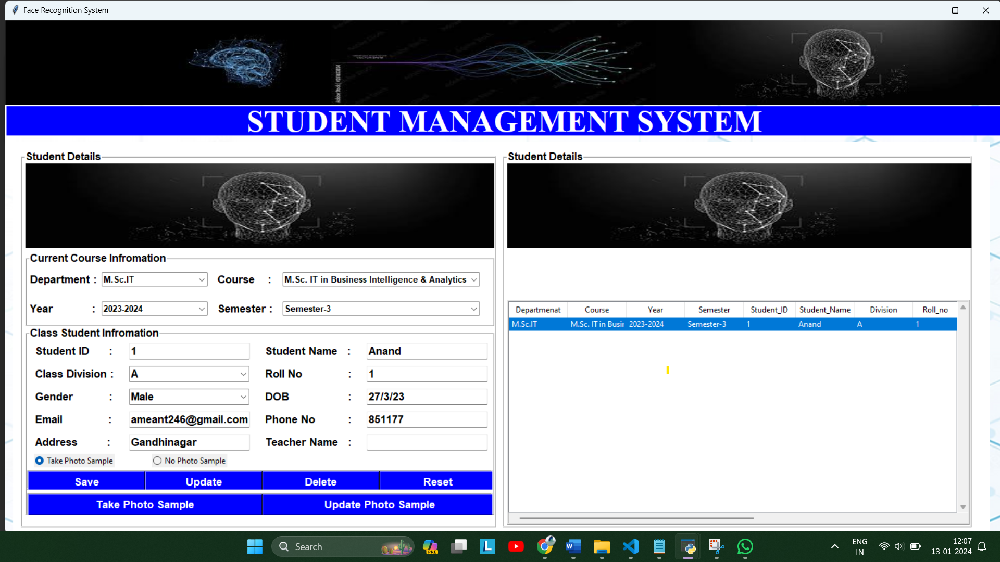 Face Recognition System
VECTOR EPS10
STUDENT MANAGEMENT SYSTEM
Student Details
Current Course Infromation
Department : M.Sc.IT Course : M.Sc. IT in Business Intelligence & Analytics
Year : 2023-2024 Semester : Semester-3
Class Student Infromation
Student ID : 1 Student Name : Anand
Class Division : A Roll No : 1
Gender : Male DOB : 27/3/23
Email : ameant246@gmail.com Phone No : 851177
Address : Gandhinagar Teacher Name :
Take Photo Sample No Photo Sample
Save Update Delete Reset
Take Photo Sample Update Photo Sample
Student Details
Departmenat Course Year Semester Student_ID Student_Name Division Roll_no
M.Sc.IT M.Sc. IT in Busir 2023-2024 Semester-3 1 Anand A 1
Search
PRE
L
W
ENG
IN
12:07
13-01-2024